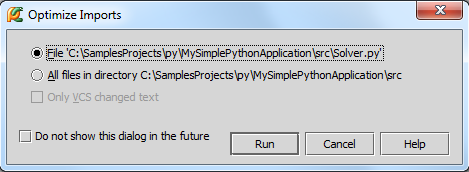 Optimize Imports
File 'C:\SamplesProjects\py\MySimplePythonApplication\src\Solver.py'
All files in directory C:\SamplesProjects\py\MySimplePythonApplication\src
Only VCS changed text
Do not show this dialog in the future
Run Cancel Help